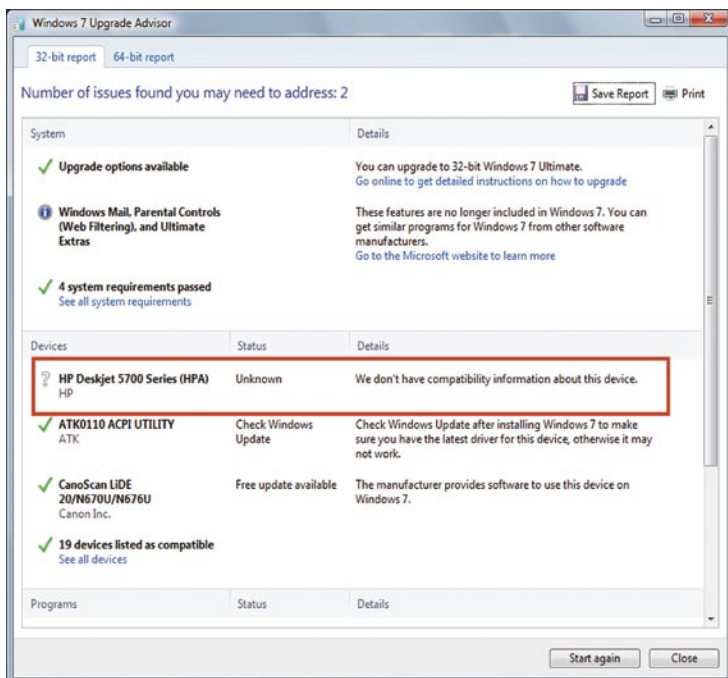 Windows 7 Upgrade Advisor
32-bit report 64-bit report
Number of issues found you may need to address: 2
Save Report Print
System Details
Upgrade options available
You can upgrade to 32-bit Windows 7 Ultimate.
Go online to get detailed instructions on how to upgrade
Windows Mail, Parental Controls
(Web Filtering), and Ultimate
Extras
These features are no longer included in Windows 7. You can
get similar programs for Windows 7 from other software
manufacturers.
Go to the Microsoft website to learn more
4 system requirements passed
See all system requirements
Devices Status Details
HP Deskjet 5700 Series (HPA)
HP
Unknown
We don't have compatibility information about this device.
ATK0110 ACPI UTILITY
ATK
Check Windows
Update
Check Windows Update after installing Windows 7 to make
sure you have the latest driver for this device, otherwise it may
not work.
CanoScan LiDE
20/N670U/N676U
Canon Inc.
Free update available
The manufacturer provides software to use this device on
Windows 7.
19 devices listed as compatible
See all devices
Programs Status Details
Start again Close